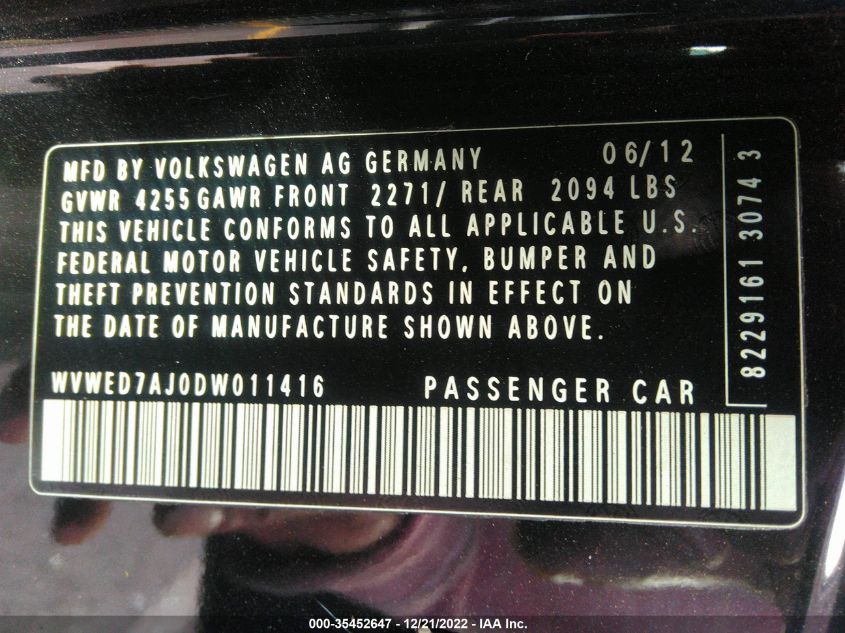 MFD BY VOLKSWAGEN AG GERMANY 06/12
GVWR 4255 GAWR FRONT 2271/ REAR 2094 LBS
THIS VEHICLE CONFORMS TO ALL APPLICABLE U.S.
FEDERAL MOTOR VEHICLE SAFETY, BUMPER AND
THEFT PREVENTION STANDARDS IN EFFECT ON
THE DATE OF MANUFACTURE SHOWN ABOVE.
WVWED7AJ0DW011416 PASSENGER CAR
8229161 3074 3
000-35452647 - 12/21/2022 - IAA Inc.